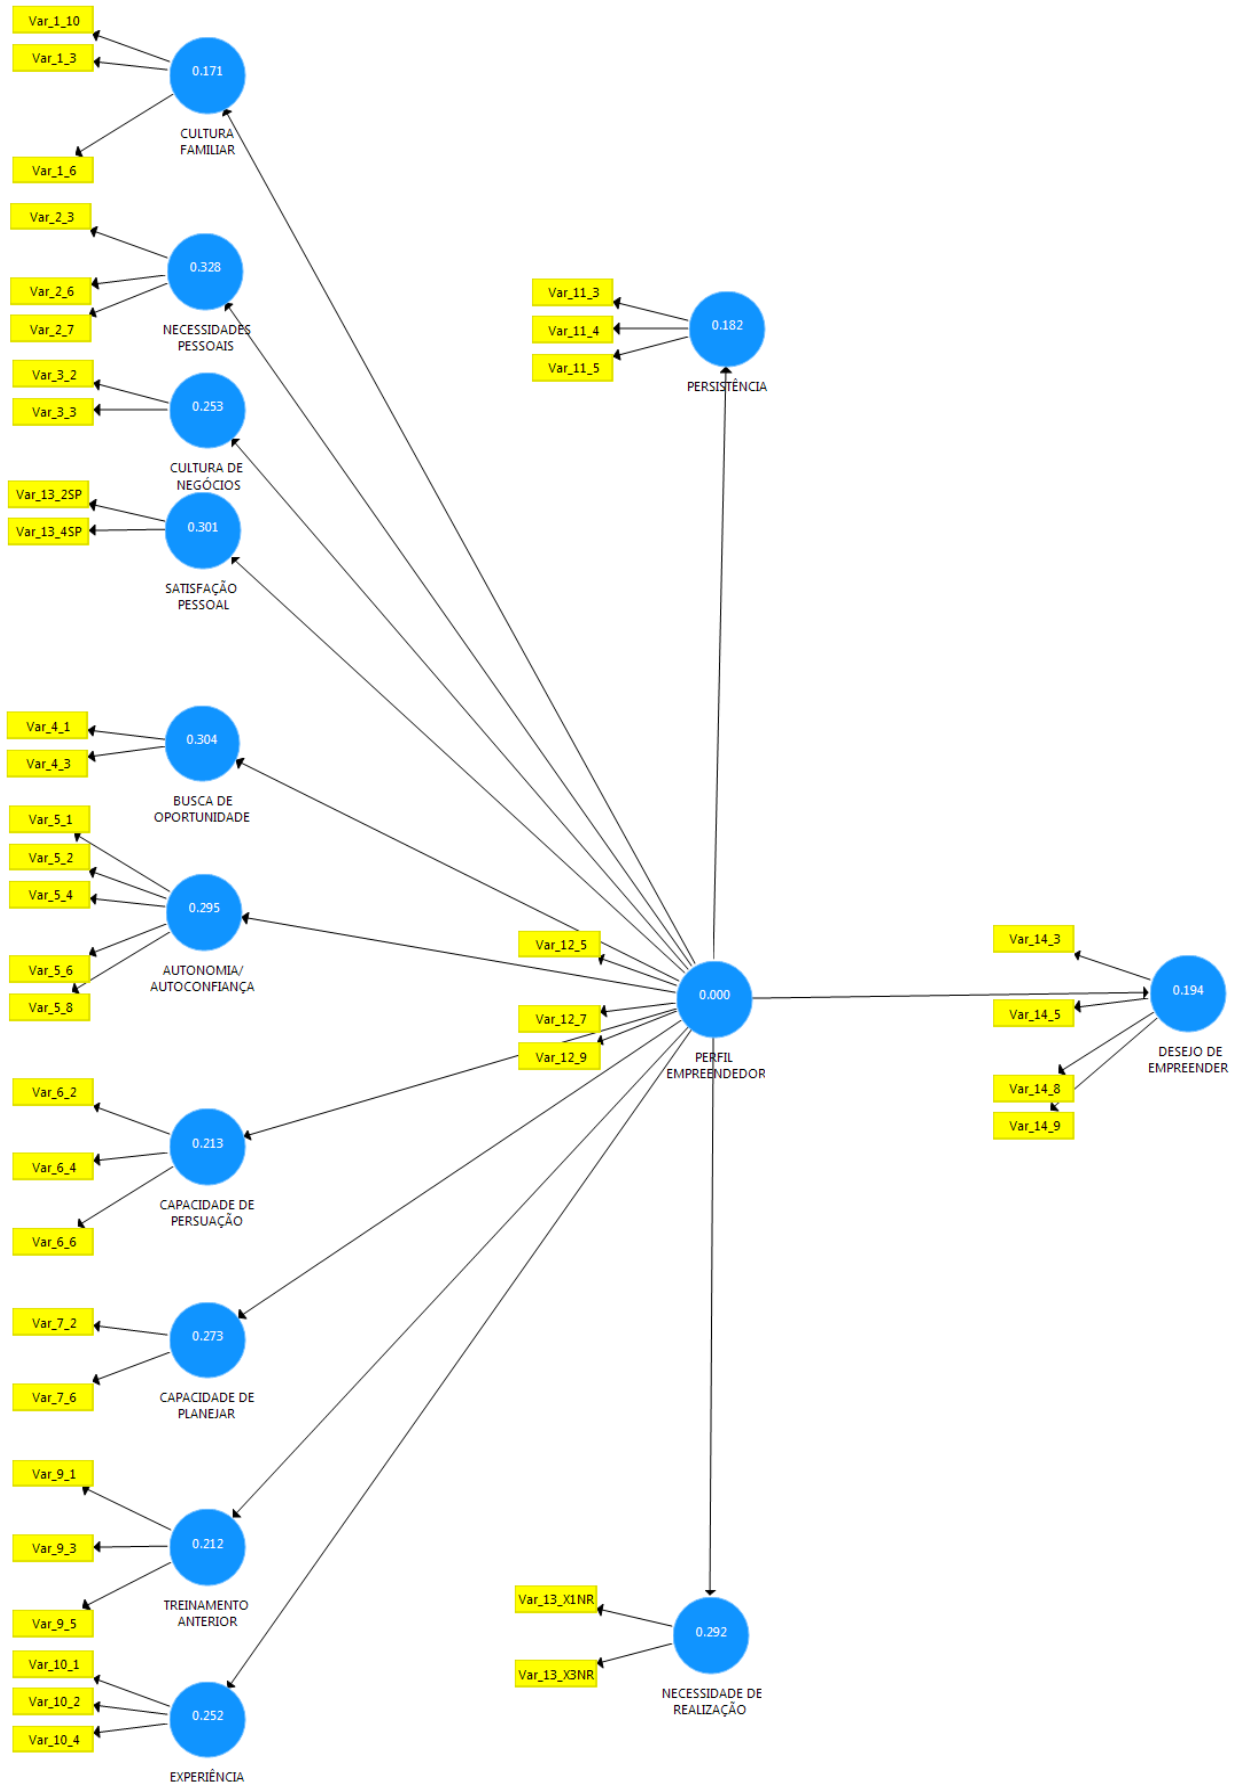 Var_1_10
Var_1_3
Var_1_6
0.171
CULTURA
FAMILIAR
Var_2_3
Var_2_6
Var_2_7
0.328
NECESSIDADES
PESSOAIS
Var_3_2
Var_3_3
0.253
CULTURA DE
NEGÓCIOS
Var_13_2SP
Var_13_4SP
0.301
SATISFAÇÃO
PESSOAL
Var_4_1
Var_4_3
0.304
BUSCA DE
OPORTUNIDADE
Var_5_1
Var_5_2
Var_5_4
Var_5_6
Var_5_8
0.295
AUTONOMIA/
AUTOCONFIANÇA
Var_6_2
Var_6_4
Var_6_6
0.213
CAPACIDADE DE
PERSUAÇÃO
Var_7_2
Var_7_6
0.273
CAPACIDADE DE
PLANEJAR
Var_9_1
Var_9_3
Var_9_5
0.212
TREINAMENTO
ANTERIOR
Var_10_1
Var_10_2
Var_10_4
0.252
EXPERIÊNCIA
Var_11_3
Var_11_4
Var_11_5
0.182
PERSISTÊNCIA
Var_12_5
Var_12_7
Var_12_9
0.000
PERFIL
EMPREENDEDOR
Var_13_X1NR
Var_13_X3NR
0.292
NECESSIDADE DE
REALIZAÇÃO
Var_14_3
Var_14_5
Var_14_8
Var_14_9
0.194
DESEJO DE
EMPREENDER